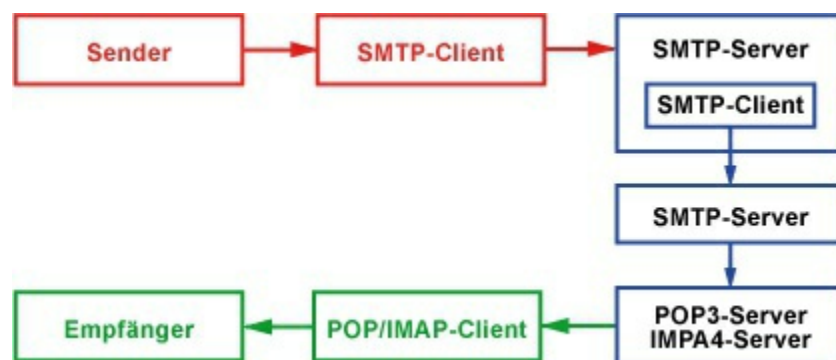 Sender
SMTP-Client
SMTP-Server
SMTP-Client
SMTP-Server
POP3-Server
IMPA4-Server
POP/IMAP-Client
Empfänger